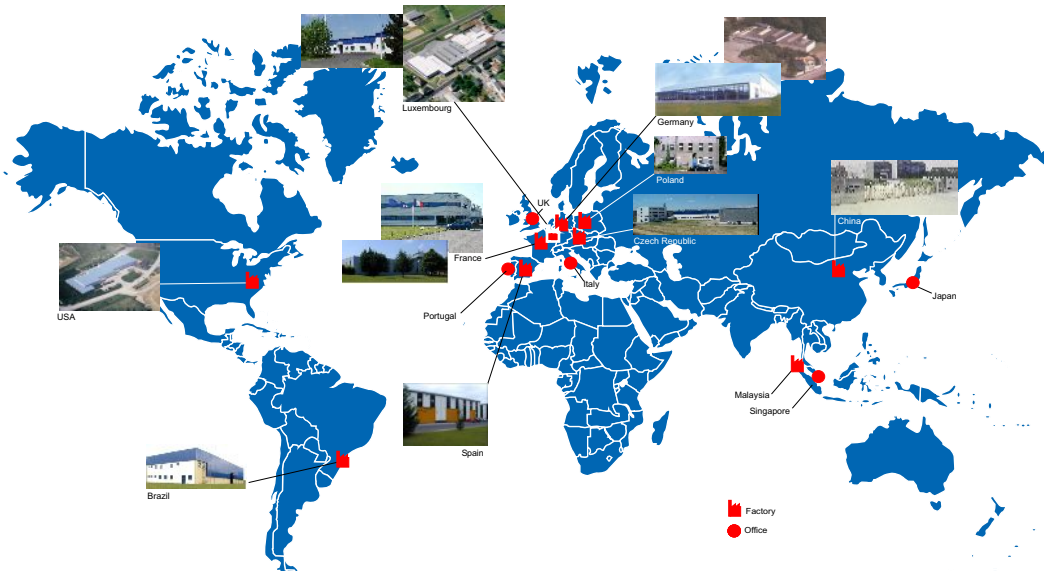 Luxembourg
Germany
Poland
China
UK
Czech Republic
France
Italy
USA
Japan
Portugal
Malaysia
Singapore
Spain
Brazil
Factory
Office